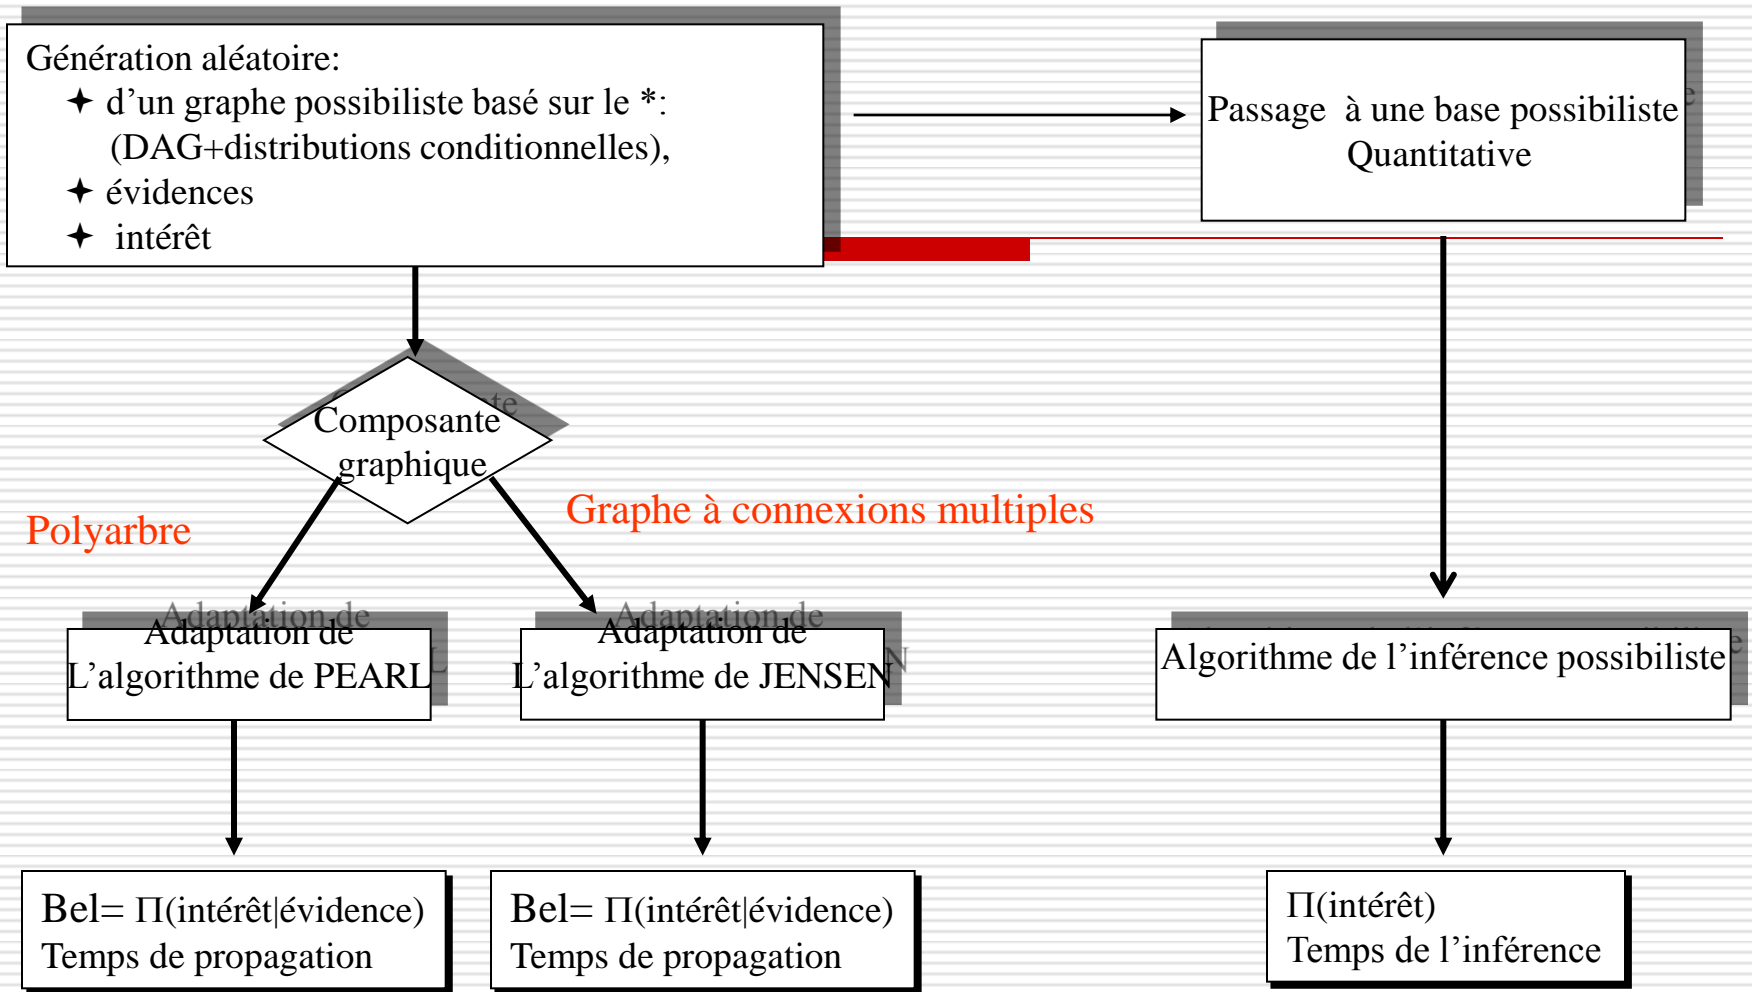 Génération aléatoire:
✦ d’un graphe possibiliste basé sur le *:
(DAG+distributions conditionnelles),
✦ évidences
✦ intérêt
Passage à une base possibiliste
Quantitative
Composante
graphique
Polyarbre
Graphe à connexions multiples
Adaptation de
L’algorithme de PEARL
Adaptation de
L’algorithme de JENSEN
Algorithme de l’inférence possibiliste
Bel= Π(intérêt|évidence)
Temps de propagation
Bel= Π(intérêt|évidence)
Temps de propagation
Π(intérêt)
Temps de l’inférence